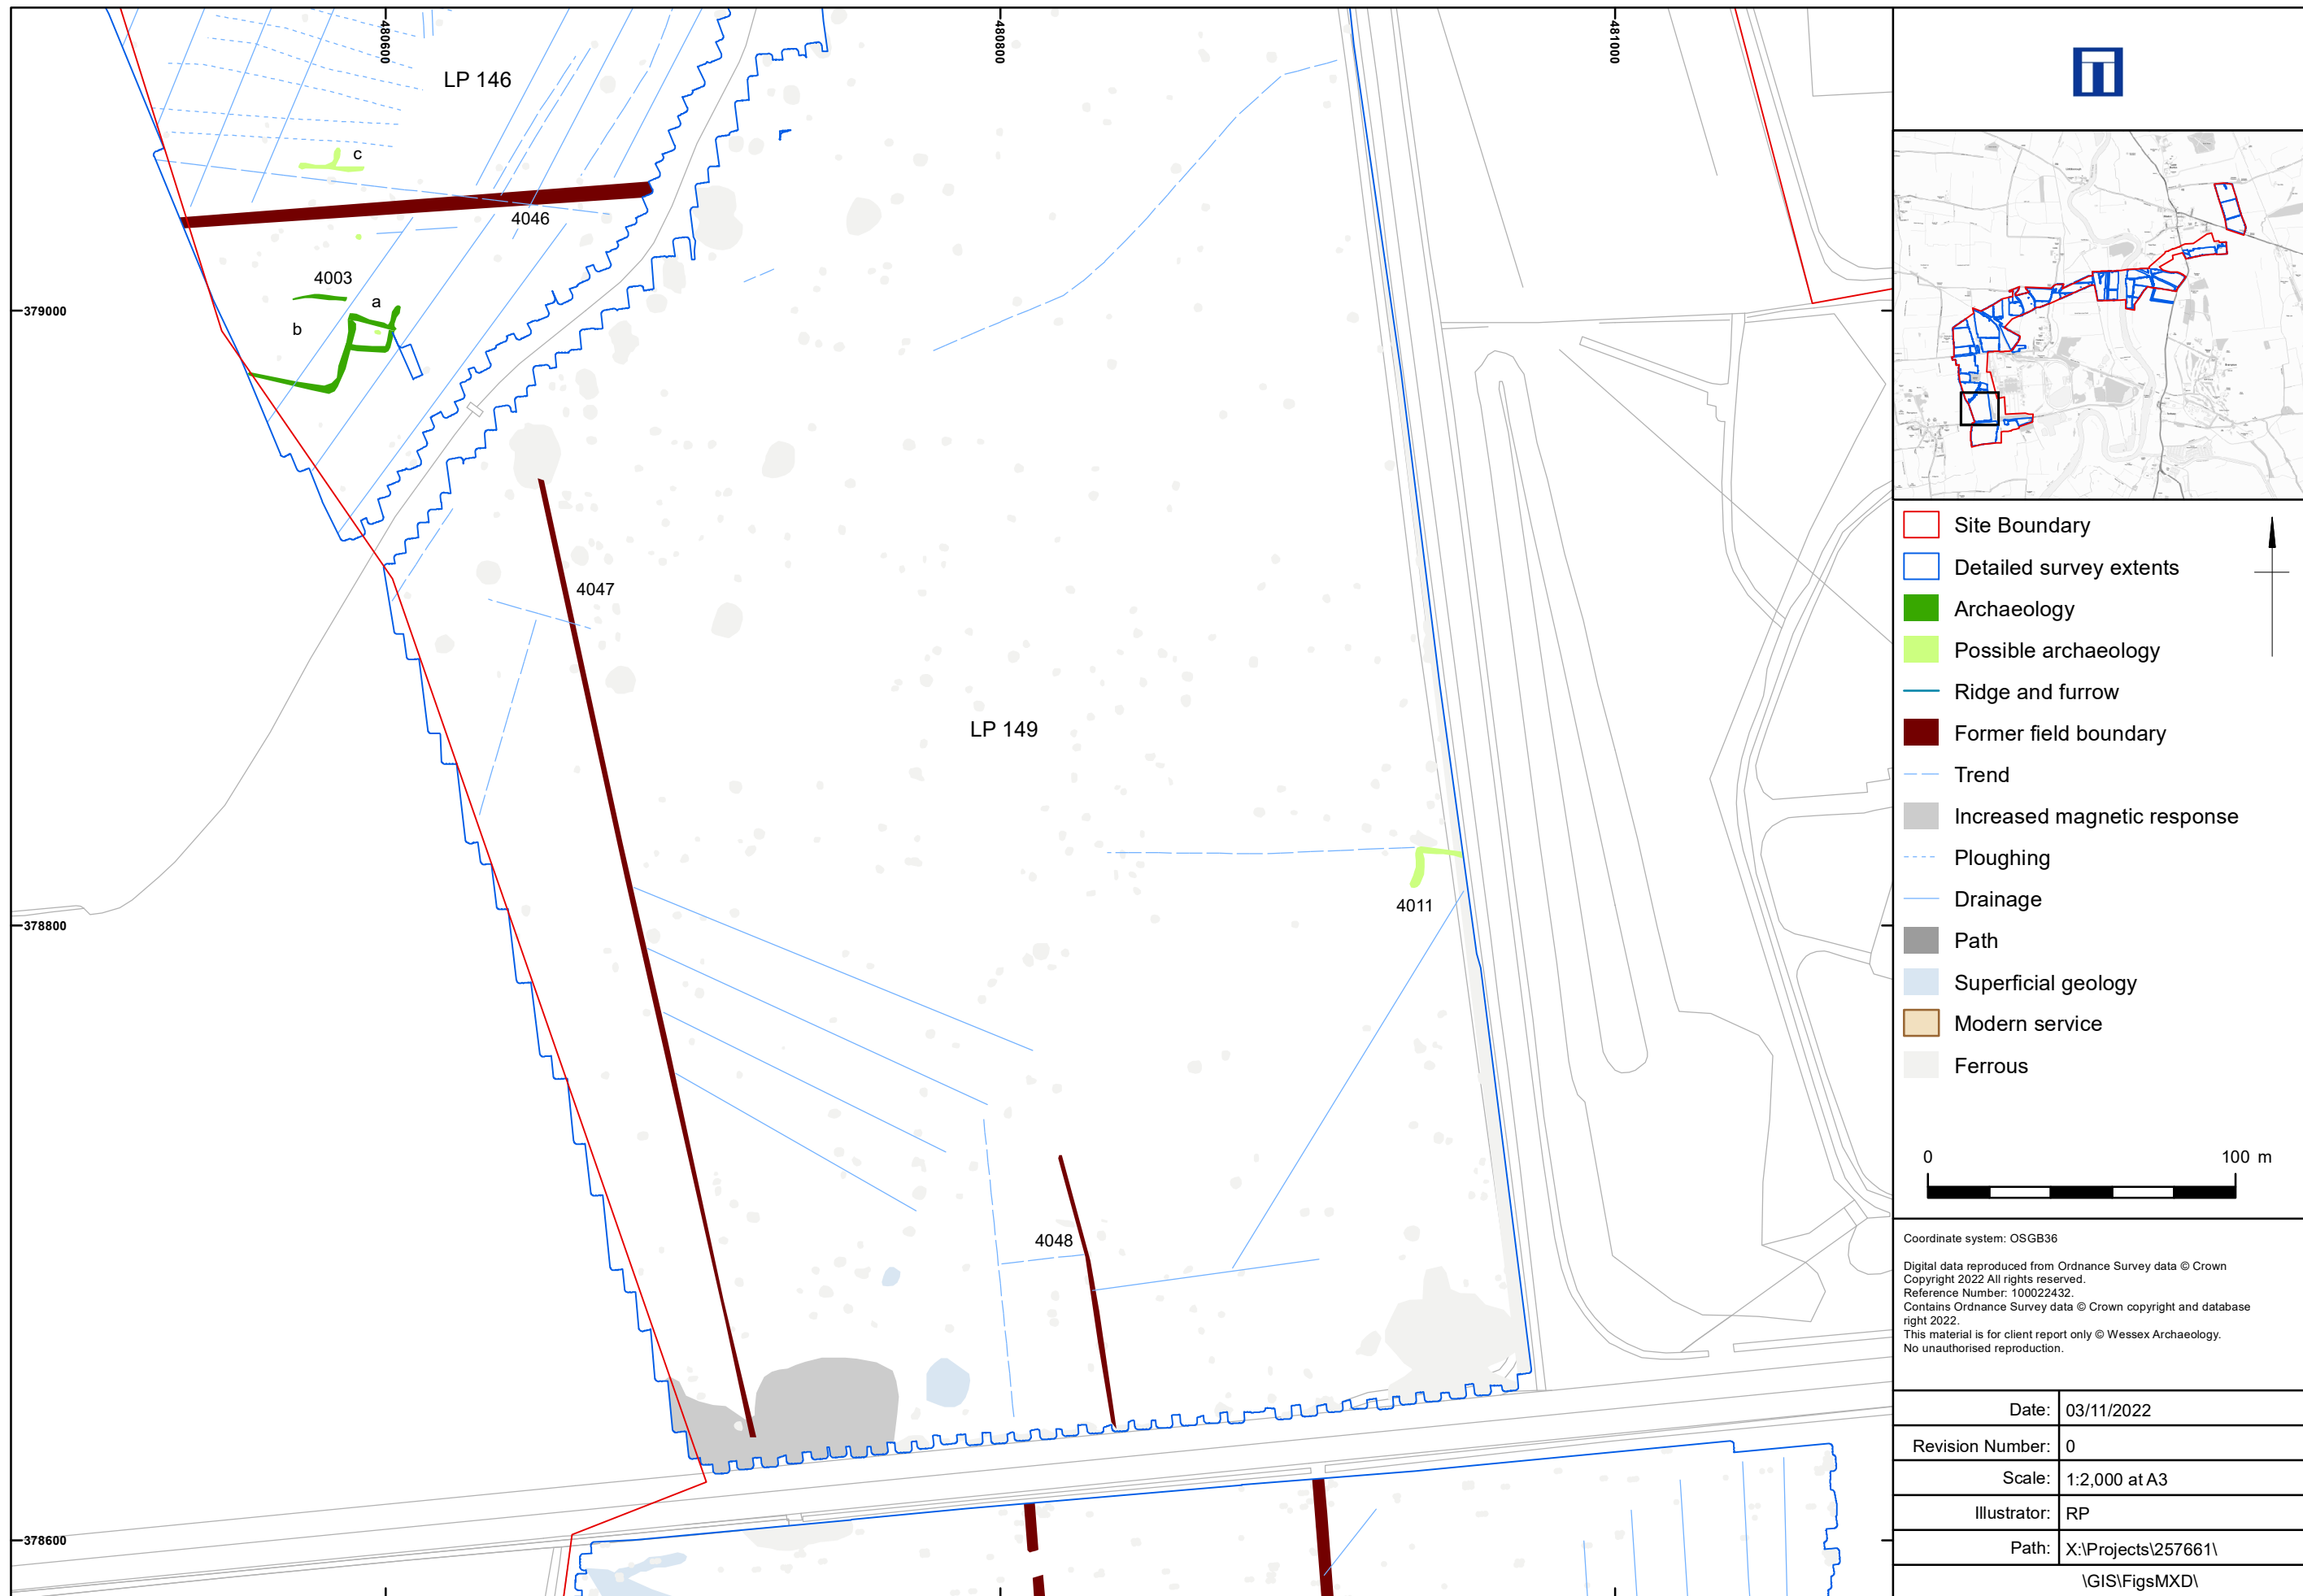 480600
480800
481000
LP 146
c
4046
4003
a
b
379000
4047
LP 149
4011
378800
4048
378600
Site Boundary
Detailed survey extents
Archaeology
Possible archaeology
Ridge and furrow
Former field boundary
Trend
Increased magnetic response
Ploughing
Drainage
Path
Superficial geology
Modern service
Ferrous
0 100 m
Coordinate system: OSGB36
Digital data reproduced from Ordnance Survey data © Crown
Copyright 2022 All rights reserved.
Reference Number: 100022432.
Contains Ordnance Survey data © Crown copyright and database
right 2022.
This material is for client report only © Wessex Archaeology.
No unauthorised reproduction.
Date: 03/11/2022
Revision Number: 0
Scale: 1:2,000 at A3
Illustrator: RP
Path: X:\Projects\257661\
\GIS\FigsMXD\